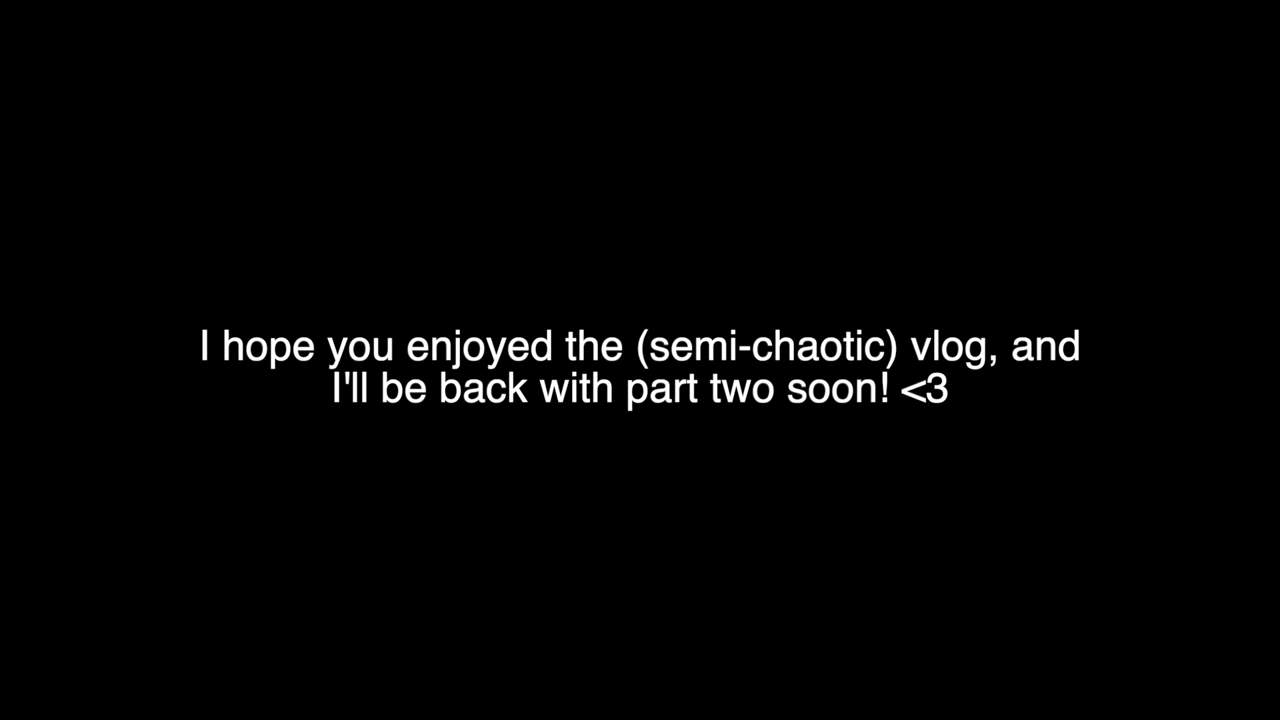 I hope you enjoyed the (semi-chaotic) vlog, and
I'll be back with part two soon! <3